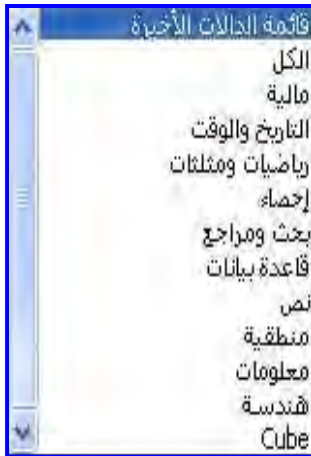 قائمة الدالات الأخيرة
الكل
مالية
التاريخ والوقت
رياضيات ومثلثات
إحصاء
بحث ومراجع
قاعدة بيانات
نص
منطقية
معلومات
هندسة
Cube